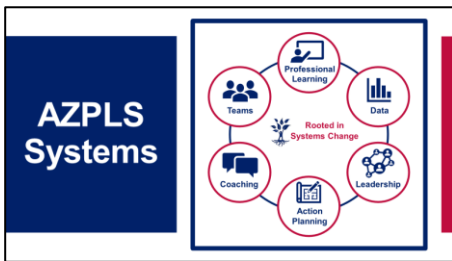 AZPLS
Systems
Professional
Learning
Teams
Data
Rooted in
Systems Change
Coaching
Leadership
Action
Planning